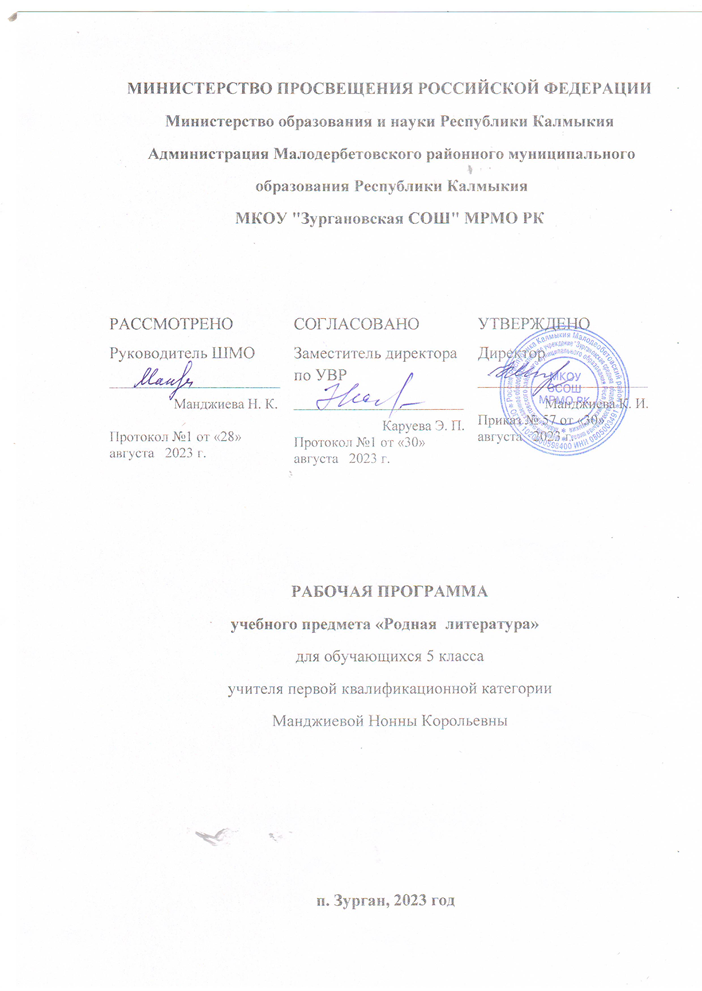 МИНИСТЕРСТВО ПРОСВЕЩЕНИЯ РОССИЙСКОЙ ФЕДЕРАЦИИ
Министерство образования и науки Республики Калмыкия
Администрация Малодербетовского районного муниципального
образования Республики Калмыкия
МКОУ "Зургановская СОШ" МРМО РК
РАССМОТРЕНО
Руководитель ШМО
Манджиева Н. К.
Протокол №1 от «28»
августа 2023 г.
СОГЛАСОВАНО
Заместитель директора
по УВР
Каруева Э. П.
Протокол №1 от «30»
августа 2023 г.
УТВЕРЖДЕНО
Директор
МКОУ
ЗСОШ
МРМО РК
Манджиева К. И.
Приказ № 57 от «30»
августа 2023 г.
РАБОЧАЯ ПРОГРАММА
учебного предмета «Родная литература»
для обучающихся 5 класса
учителя первой квалификационной категории
Манджиевой Нонны Корольевны
п. Зурган, 2023 год